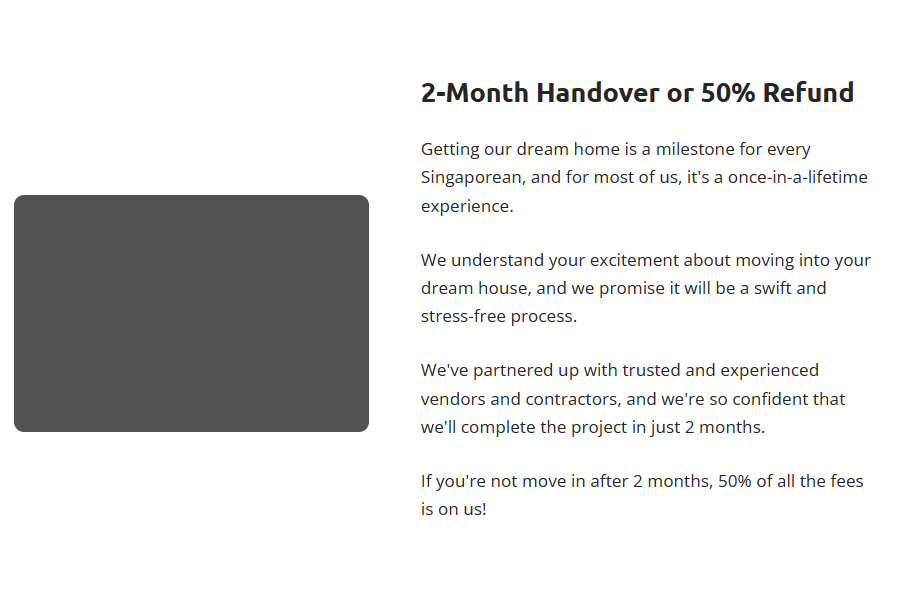 2-Month Handover or 50% Refund
Getting our dream home is a milestone for every
Singaporean, and for most of us, it's a once-in-a-lifetime
experience.
We understand your excitement about moving into your
dream house, and we promise it will be a swift and
stress-free process.
We've partnered up with trusted and experienced
vendors and contractors, and we're so confident that
we'll complete the project in just 2 months.
If you're not move in after 2 months, 50% of all the fees
is on us!